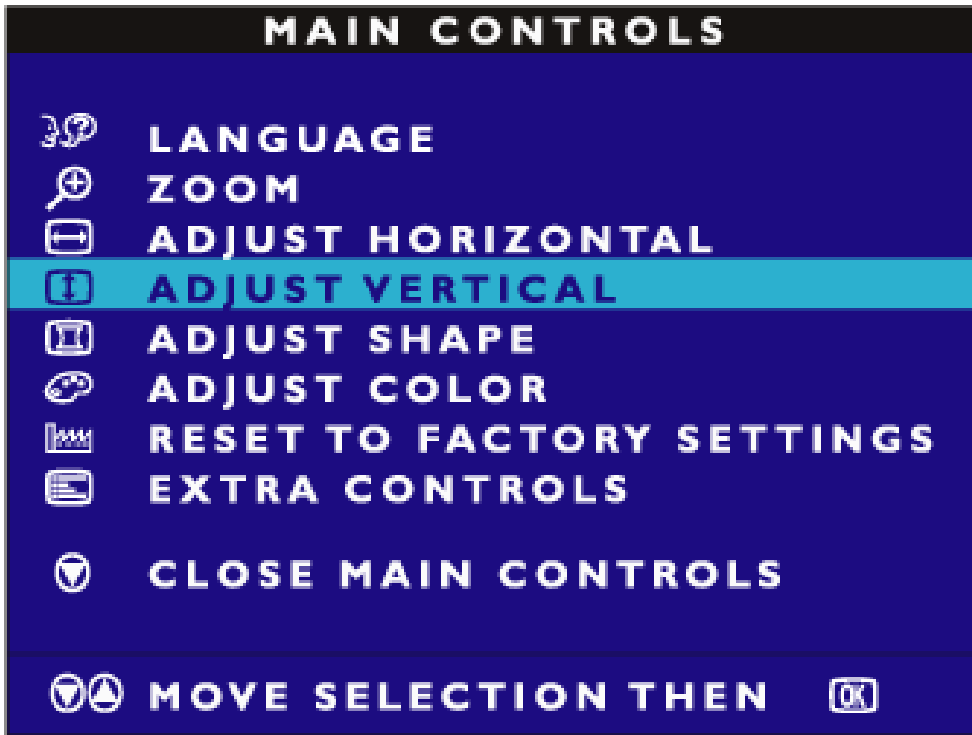 MAIN CONTROLS
LANGUAGE
ZOOM
ADJUST HORIZONTAL
ADJUST VERTICAL
ADJUST SHAPE
ADJUST COLOR
RESET TO FACTORY SETTINGS
EXTRA CONTROLS
CLOSE MAIN CONTROLS
MOVE SELECTION THEN OK